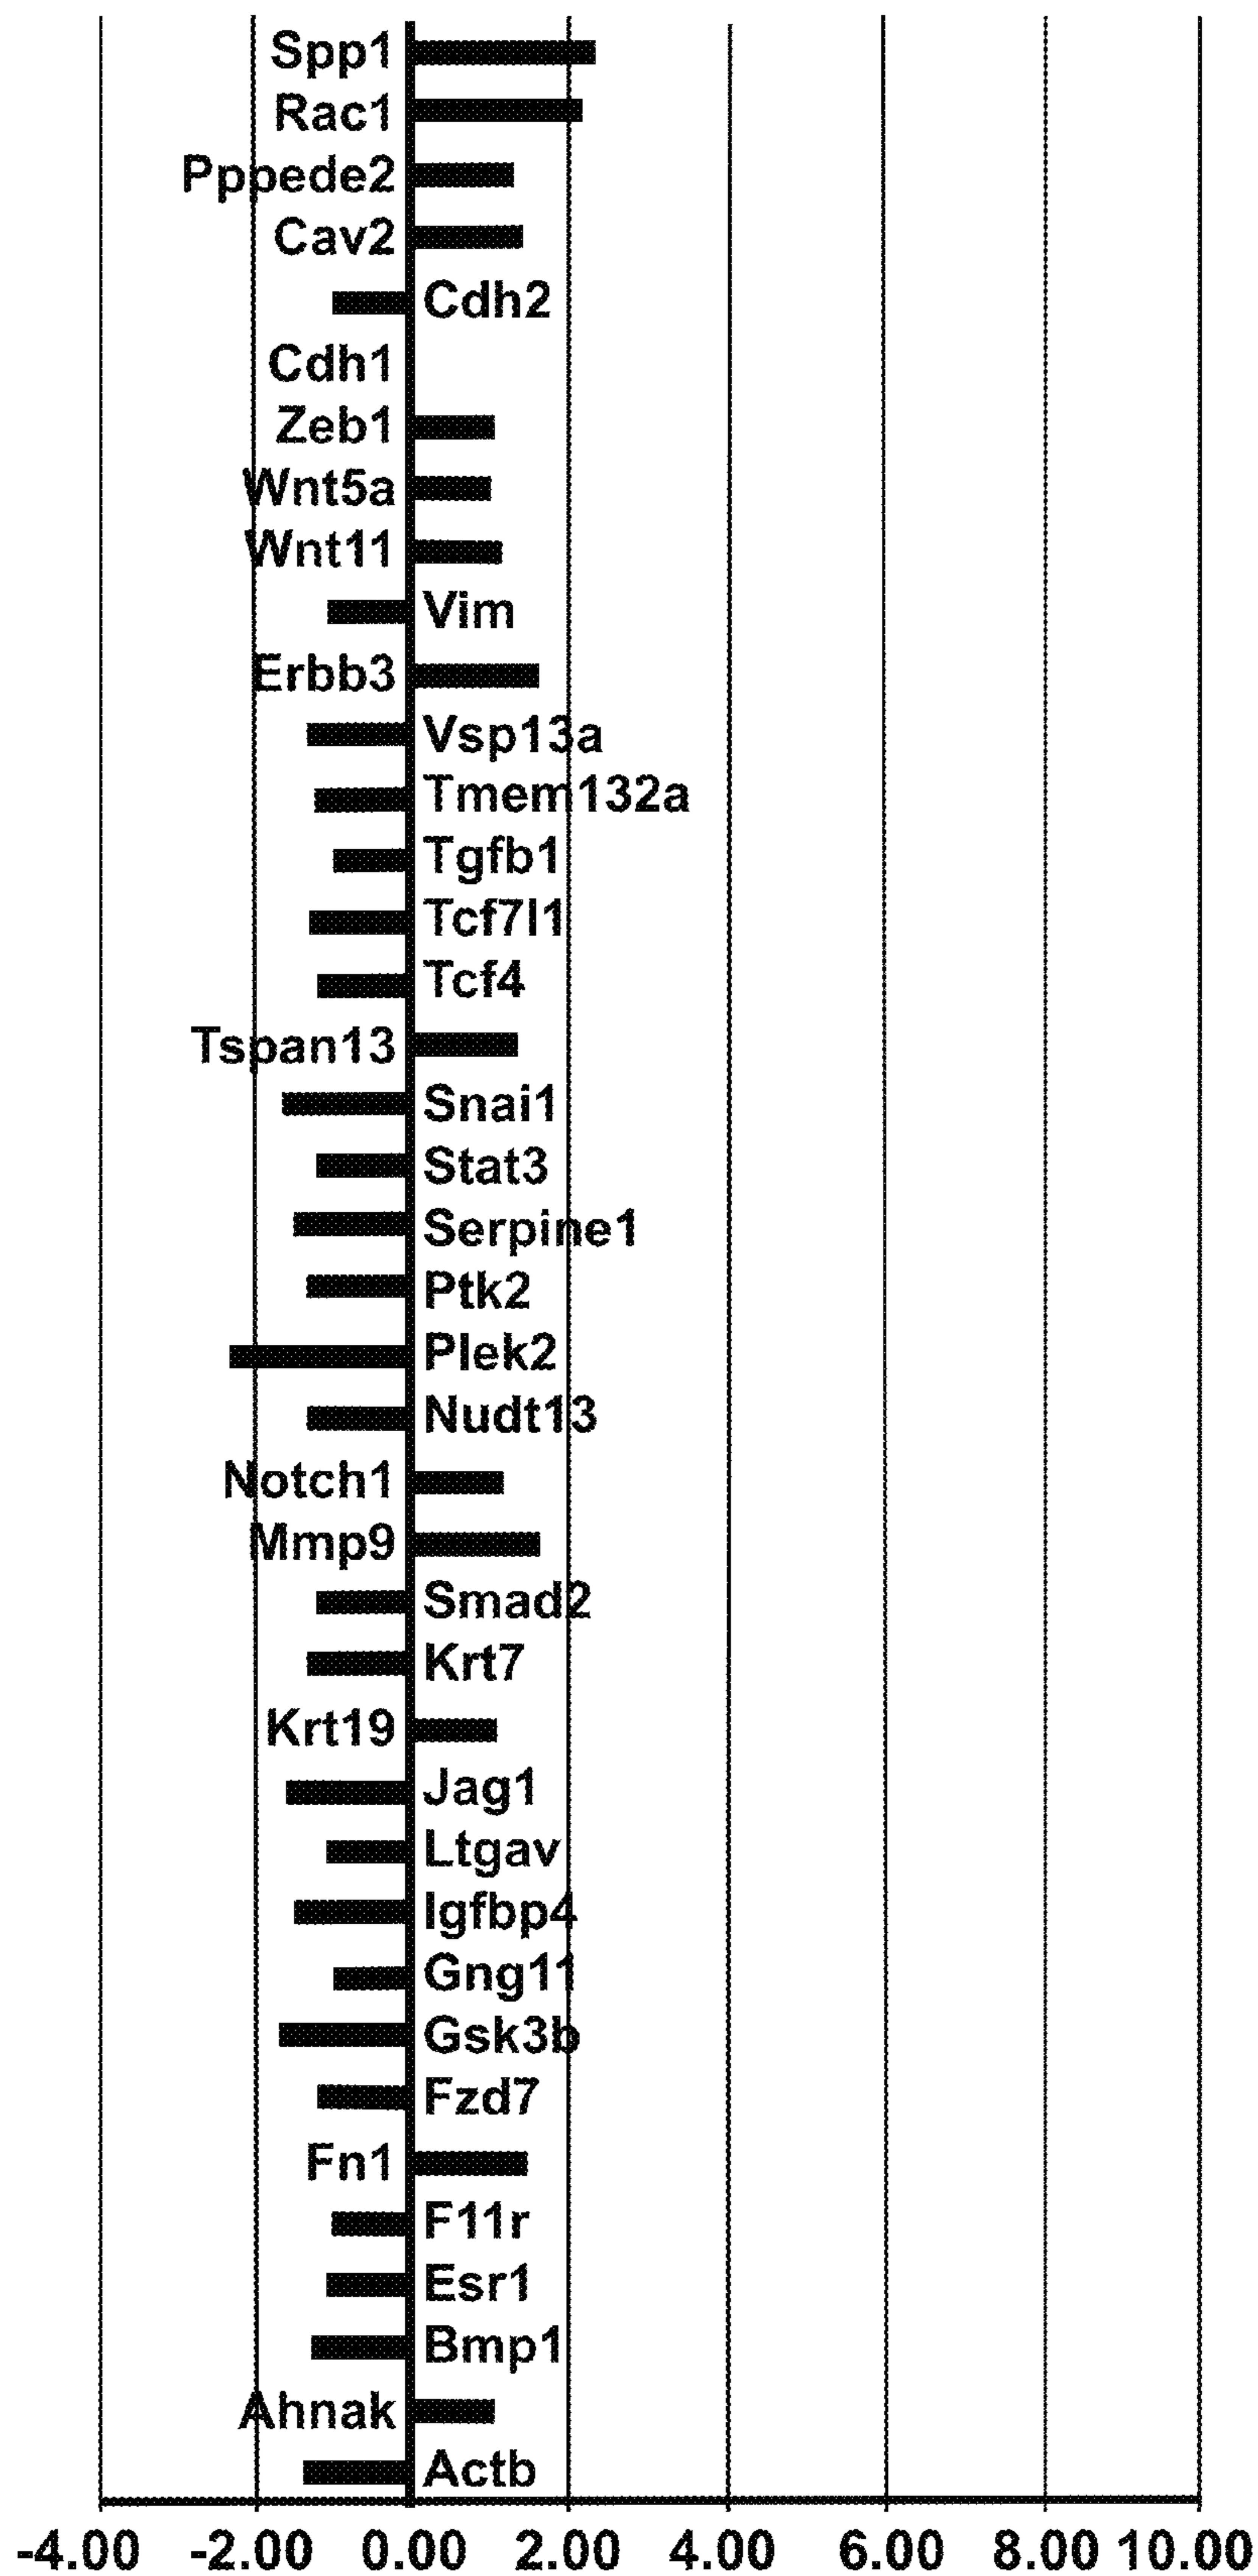 Spp1
Rac1
Pppede2
Cav2
Cdh2
Cdh1
Zeb1
Wnt5a
Wnt11
Vim
Erbb3
Vsp13a
Tmem132a
Tgfb1
Tcf7l1
Tcf4
Tspan13
Snai1
Stat3
Serpine1
Ptk2
Plek2
Nudt13
Notch1
Mmp9
Smad2
Krt7
Krt19
Jag1
Ltgav
Igfbp4
Gng11
Gsk3b
Fzd7
Fn1
F11r
Esr1
Bmp1
Ahnak
Actb
-4.00 -2.00 0.00 2.00 4.00 6.00 8.00 10.00